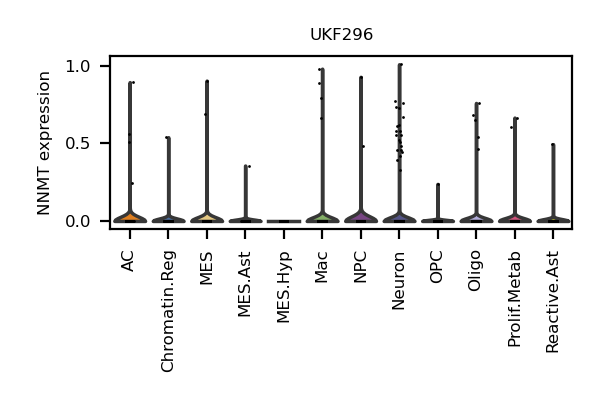 UKF296
NNMT expression
1.0
0.5
0.0
AC
Chromatin.Reg
MES
MES.Ast
MES.Hyp
Mac
NPC
Neuron
OPC
Oligo
Prolif.Metab
Reactive.Ast